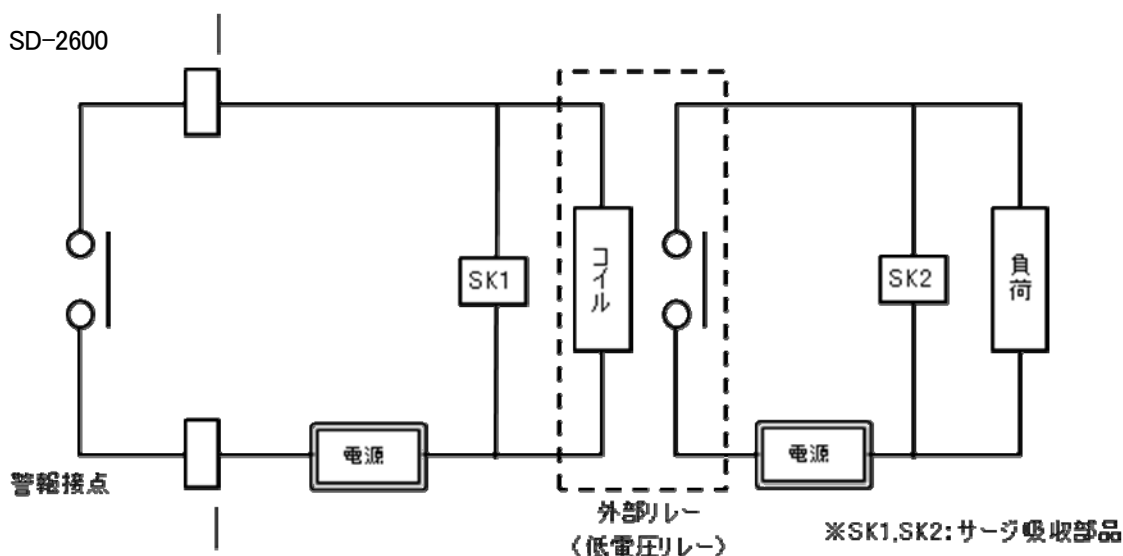 SD-2600
SK1
コイル
SK2
負荷
電源
電源
警報接点
外部リレー
(低電圧リレー)
※SK1,SK2:サージ吸収部品